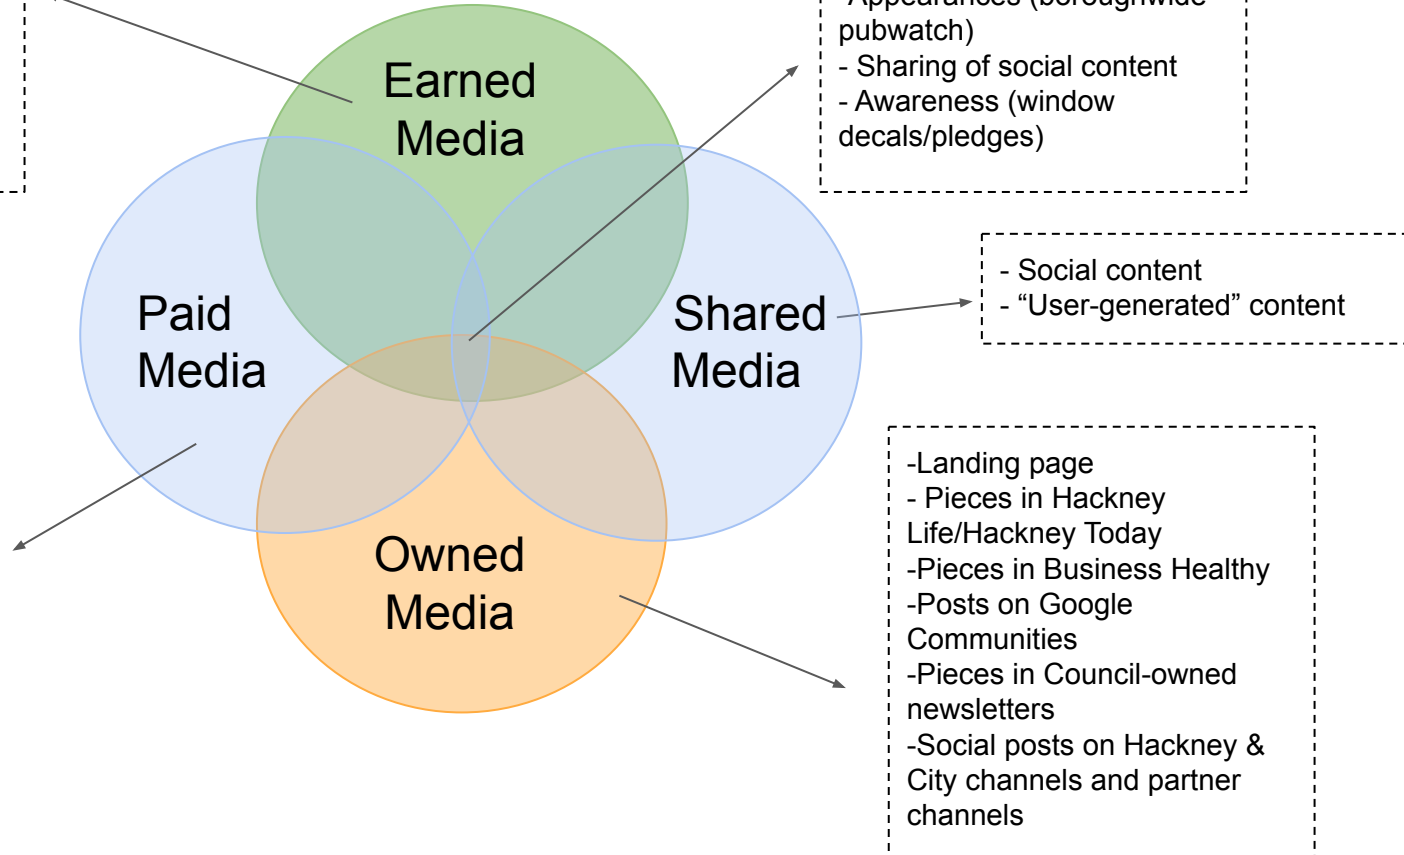 -Appearances (boroughwide
pubwatch)
- Sharing of social content
- Awareness (window
decals/pledges)
Earned
Media
Paid
Media
Shared
Media
- Social content
- “User-generated” content
Owned
Media
-Landing page
- Pieces in Hackney
Life/Hackney Today
-Pieces in Business Healthy
-Posts on Google
Communities
-Pieces in Council-owned
newsletters
-Social posts on Hackney &
City channels and partner
channels